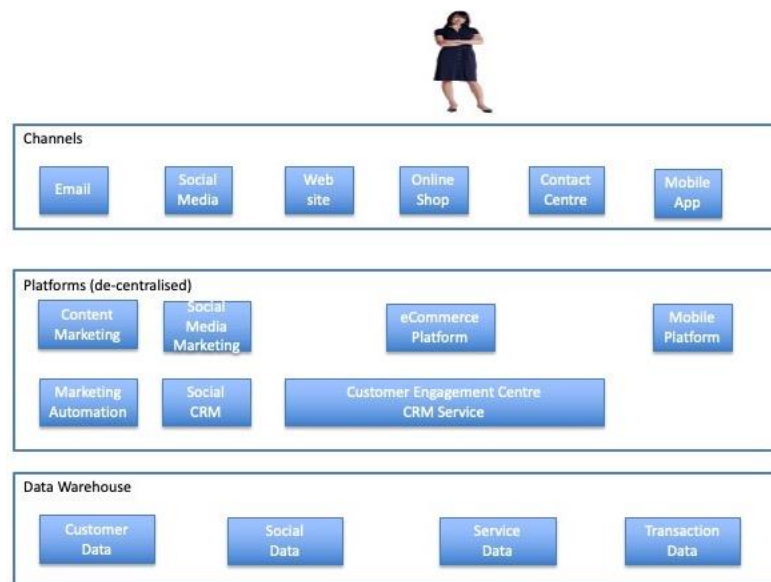 Channels
Email
Social
Media
Web
site
Online
Shop
Contact
Centre
Mobile
App
Platforms (de-centralised)
Content
Marketing
Social
Media
Marketing
eCommerce
Platform
Mobile
Platform
Marketing
Automation
Social
CRM
Customer Engagement Centre
CRM Service
Data Warehouse
Customer
Data
Social
Data
Service
Data
Transaction
Data